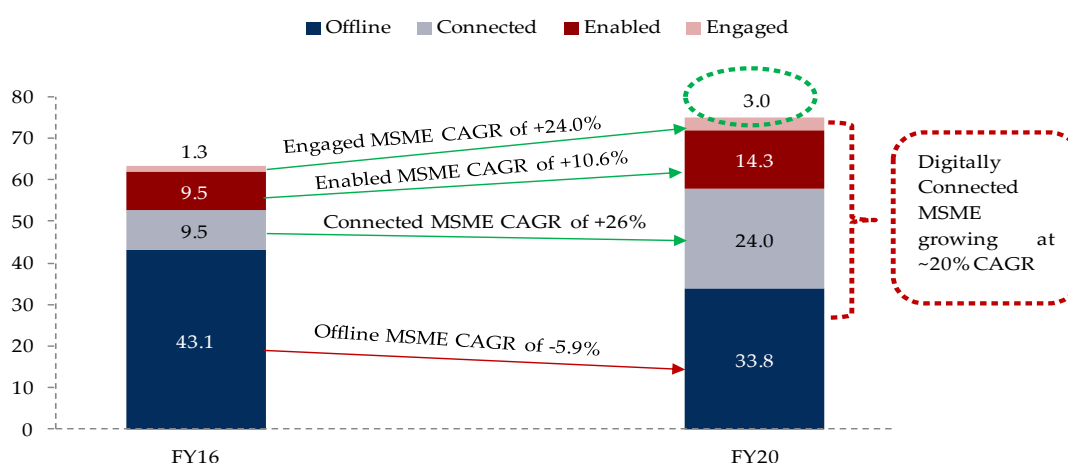 Offline Connected Enabled Engaged
80
70
60
50
40
30
20
10
0
1.3
9.5
9.5
43.1
Engaged MSME CAGR of +24.0%
Enabled MSME CAGR of +10.6%
Connected MSME CAGR of +26%
Offline MSME CAGR of -5.9%
3.0
14.3
24.0
33.8
Digitally
Connected
MSME
growing at
~20% CAGR
FY16 FY20